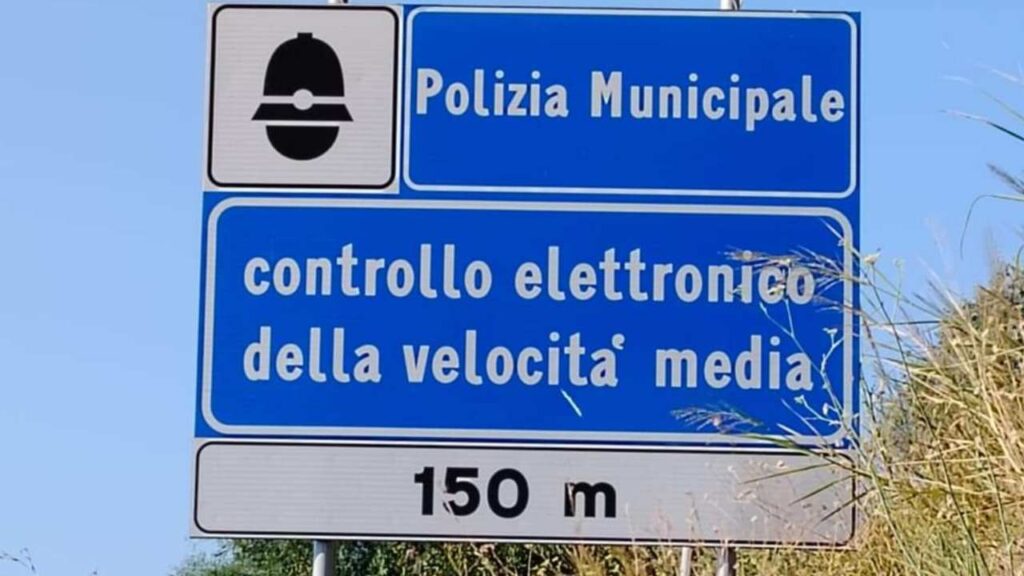 Polizia Municipale
controllo elettronico
della velocita' media
150 m